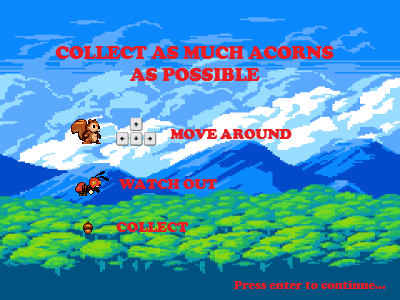 COLLECT AS MUCH ACORNS
AS POSSIBLE
MOVE AROUND
WATCH OUT
COLLECT
Press enter to continue...